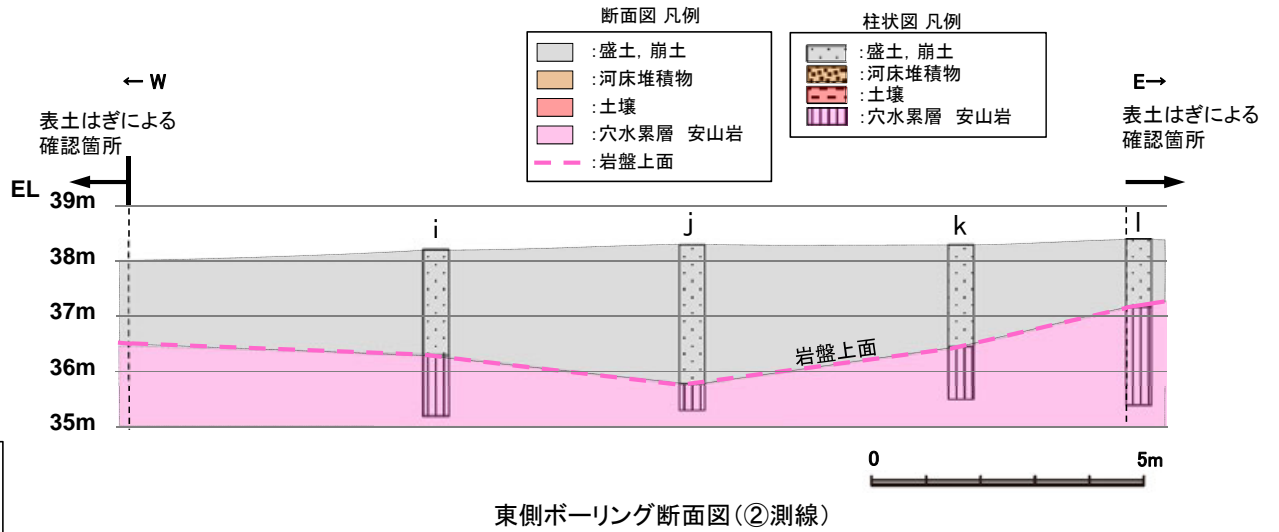 断面図 凡例
:盛土, 崩土
:河床堆積物
:土壌
:穴水累層 安山岩
:岩盤上面
柱状図 凡例
:盛土, 崩土
:河床堆積物
:土壌
:穴水累層 安山岩
← W
表土はぎによる
確認箇所
E→
表土はぎによる
確認箇所
EL
39m
38m
37m
36m
35m
i
j
k
l
岩盤上面
0
5m
東側ボーリング断面図(②測線)